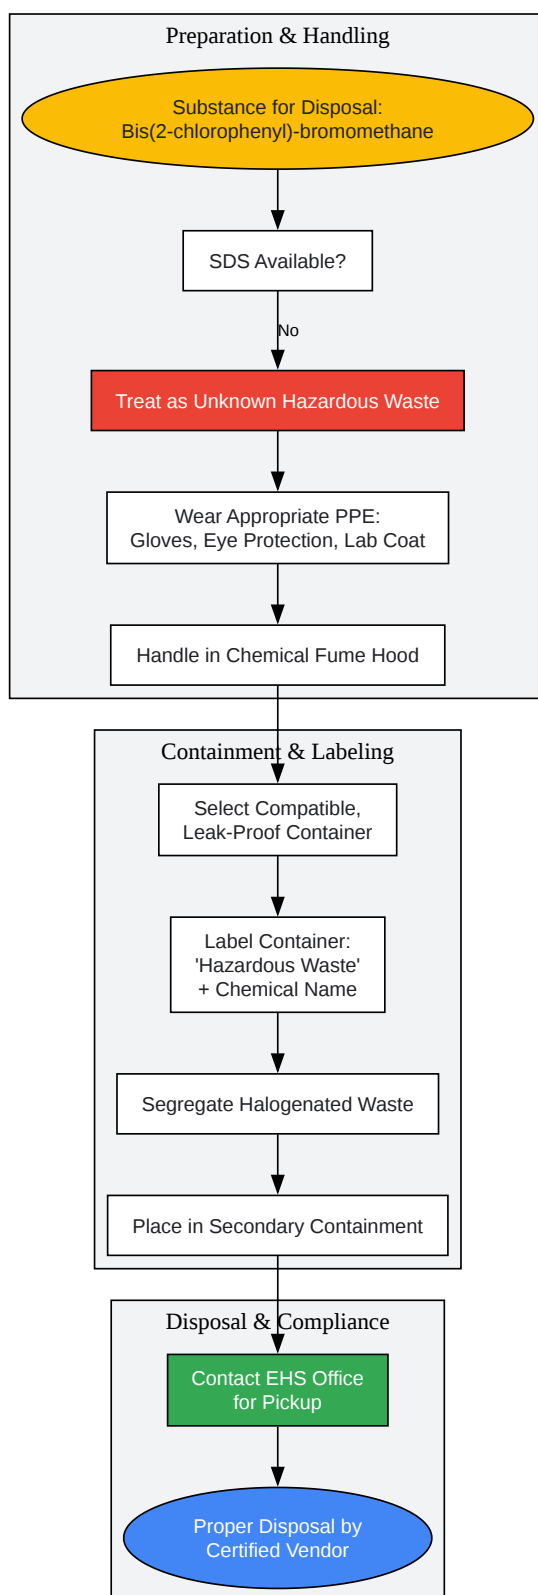 Preparation & Handling
Substance for Disposal:
Bis(2-chlorophenyl)-bromomethane
SDS Available?
No
Treat as Unknown Hazardous Waste
Wear Appropriate PPE:
Gloves, Eye Protection, Lab Coat
Handle in Chemical Fume Hood
Containment & Labeling
Select Compatible,
Leak-Proof Container
Label Container:
'Hazardous Waste'
+ Chemical Name
Segregate Halogenated Waste
Place in Secondary Containment
Disposal & Compliance
Contact EHS Office
for Pickup
Proper Disposal by
Certified Vendor